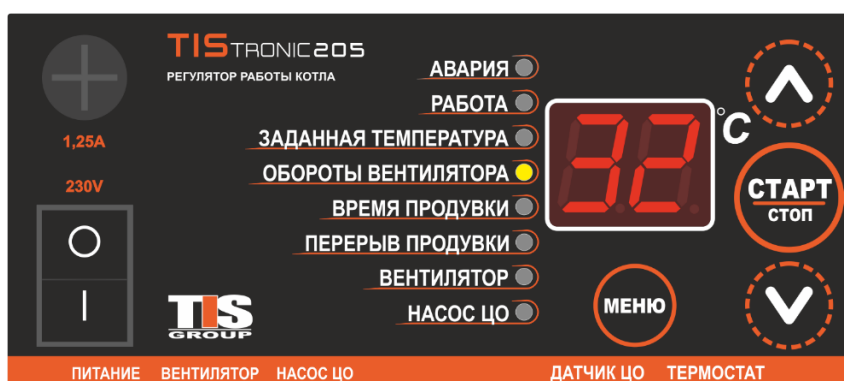 TISTRONIC205
РЕГУЛЯТОР РАБОТЫ КОТЛА
1,25А
230V
O
I
TIS
GROUP
АВАРИЯ
РАБОТА
ЗАДАННАЯ ТЕМПЕРАТУРА
ОБОРОТЫ ВЕНТИЛЯТОРА
ВРЕМЯ ПРОДУВКИ
ПЕРЕРЫВ ПРОДУВКИ
ВЕНТИЛЯТОР
НАСОС ЦО
32
°C
СТАРТ
СТОП
МЕНЮ
ПИТАНИЕ ВЕНТИЛЯТОР НАСОС ЦО ДАТЧИК ЦО ТЕРМОСТАТ